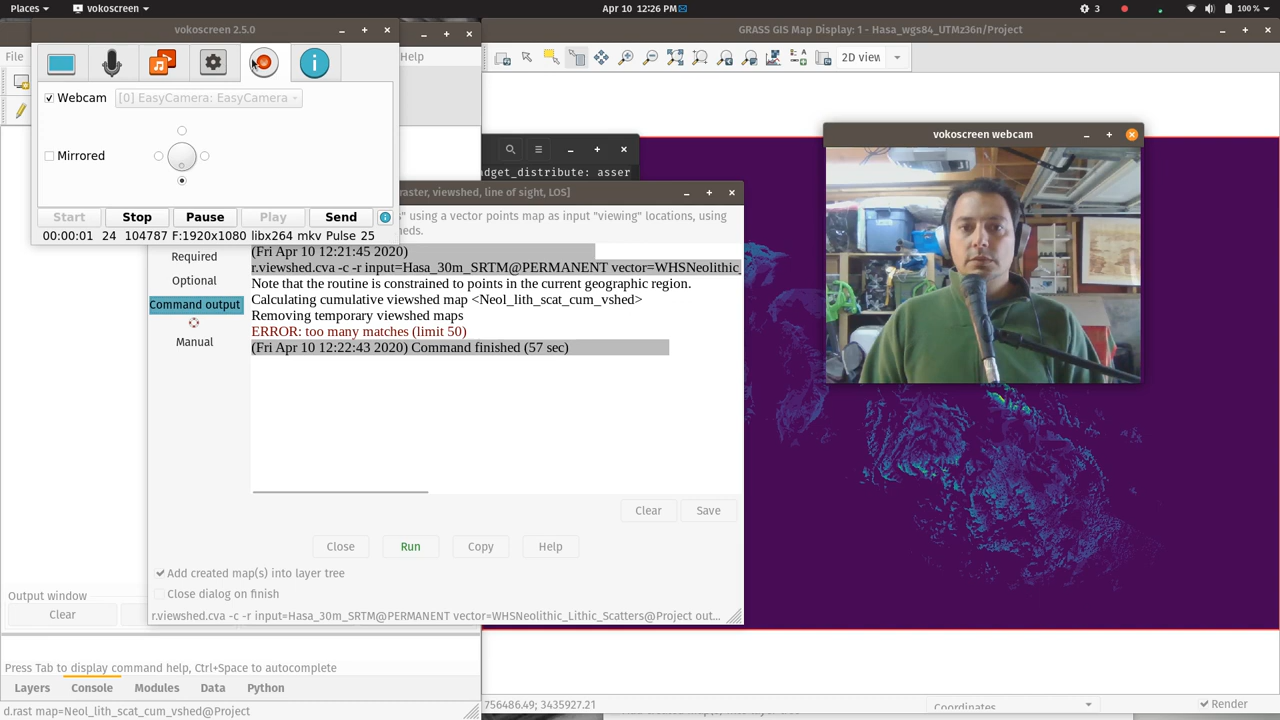 Places
vokoscreen
Apr 10 12:26 PM
3
100 %
vokoscreen 2.5.0
GRASS GIS Map Display: 1 - Hasa_wgs84_UTMz36n/Project
File
Help
2D view
Webcam
[0] EasyCamera: EasyCamera
vokoscreen webcam
Mirrored
adget_distribute: asser
raster, viewshed, line of sight, LOS]
Start
Stop
Pause
Play
Send
s" using a vector points map as input "viewing" locations, using
00:00:01 24 104787 F:1920x1080 libx264 mkv Pulse 25
heds.
Required
Optional
Command output
Manual
(Fri Apr 10 12:21:45 2020)
r.viewshed.cva -c -r input=Hasa_30m_SRTM@PERMANENT vector=WHSNeolithic_
Note that the routine is constrained to points in the current geographic region.
Calculating cumulative viewshed map <Neol_lith_scat_cum_vshed>
Removing temporary viewshed maps
ERROR: too many matches (limit 50)
(Fri Apr 10 12:22:43 2020) Command finished (57 sec)
Clear
Save
Close
Run
Copy
Help
Add created map(s) into layer tree
Close dialog on finish
r.viewshed.cva -c -r input=Hasa_30m_SRTM@PERMANENT vector=WHSNeolithic_Lithic_Scatters@Project out...
Output window
Clear
Press Tab to display command help, Ctrl+Space to autocomplete
Layers
Console
Modules
Data
Python
d.rast map=Neol_lith_scat_cum_vshed@Project
756486.49; 3435927.21
Coordinates
Render